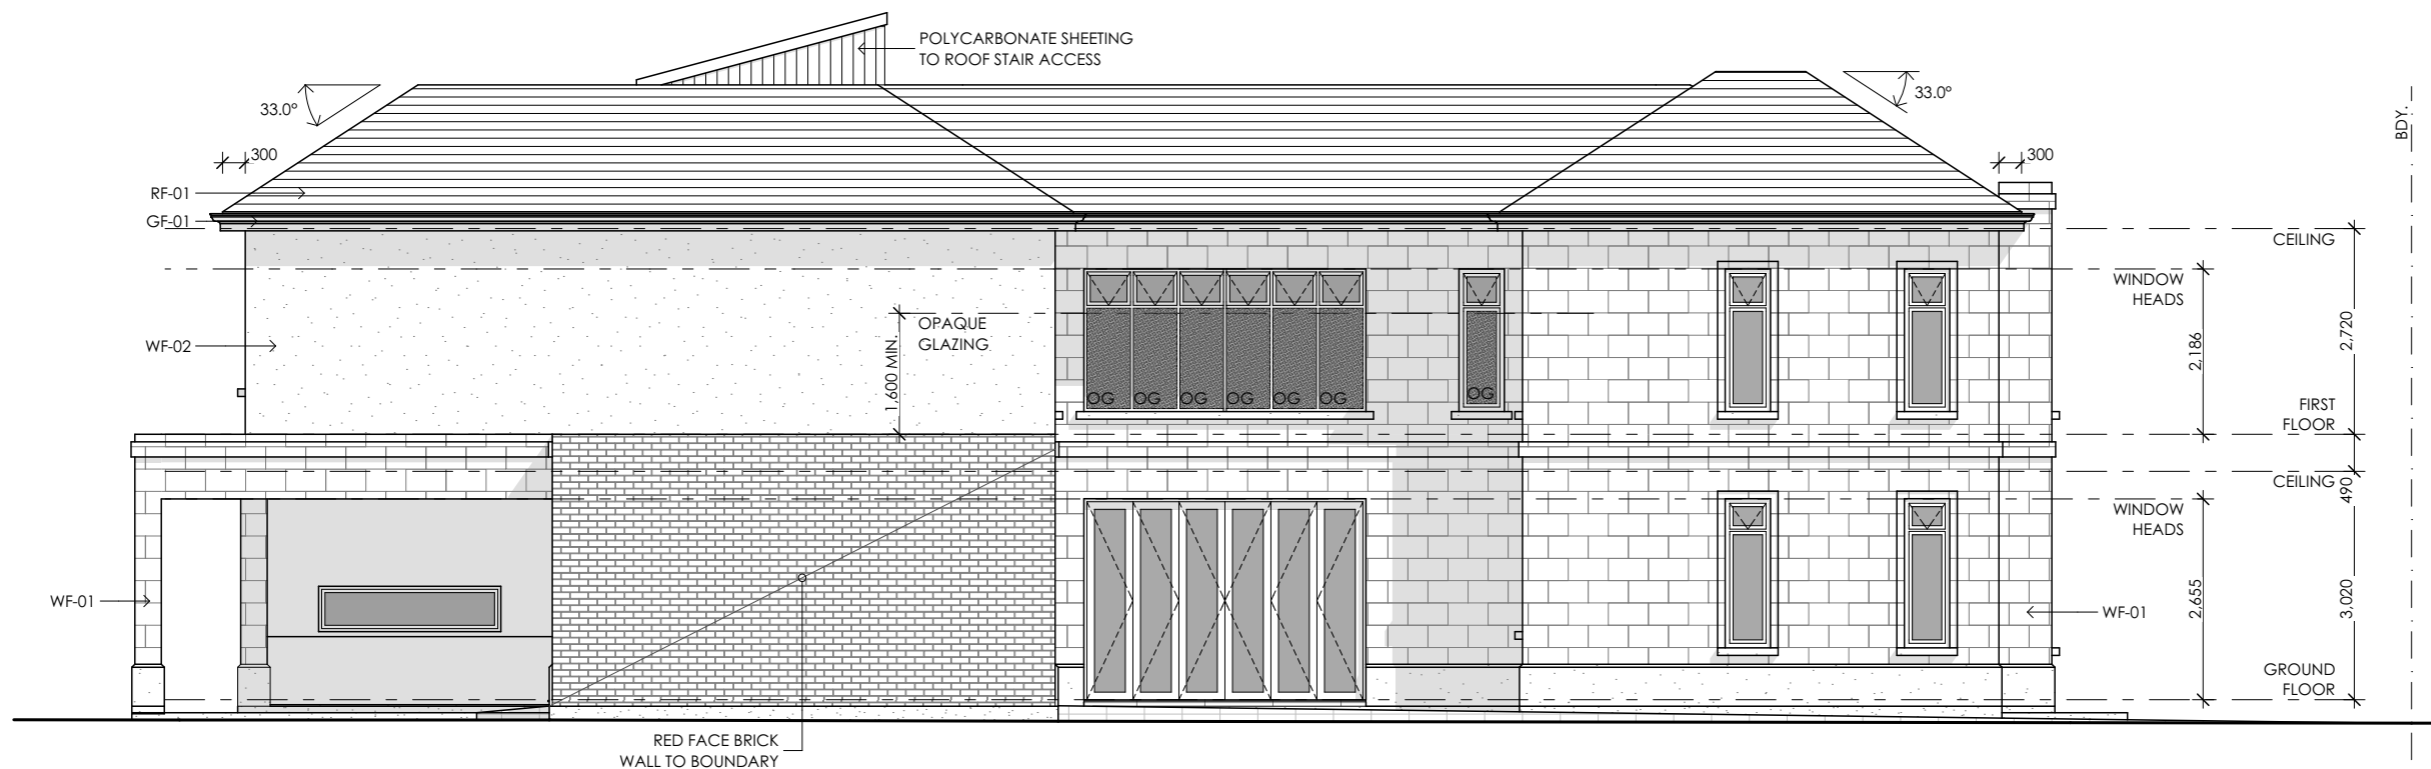 POLYCARBONATE SHEETING
TO ROOF STAIR ACCESS
33.0°
33.0°
BDY.
300
300
RF-01
GF-01
CEILING
WINDOW
HEADS
OPAQUE
GLAZING
WF-02
1,600 MIN.
2,186
2,720
OG OG OG OG OG OG
OG
FIRST
FLOOR
CEILING
490
WINDOW
HEADS
WF-01
2,655
3,020
WF-01
GROUND
FLOOR
RED FACE BRICK
WALL TO BOUNDARY